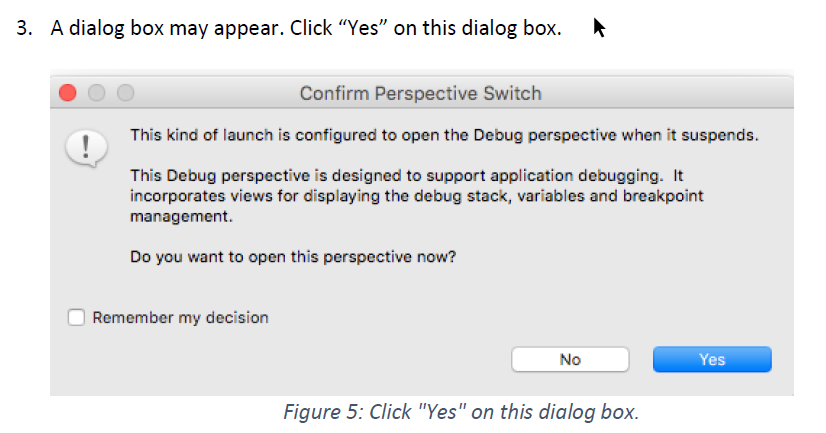 3. A dialog box may appear. Click “Yes” on this dialog box.
Confirm Perspective Switch
This kind of launch is configured to open the Debug perspective when it suspends.
This Debug perspective is designed to support application debugging. It
incorporates views for displaying the debug stack, variables and breakpoint
management.
Do you want to open this perspective now?
Remember my decision
No
Yes
Figure 5: Click "Yes" on this dialog box.